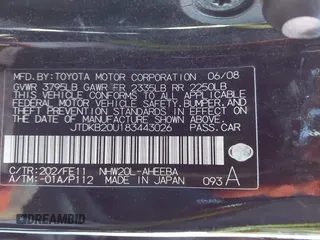 MFD. BY: TOYOTA MOTOR CORPORATION 06/08
GVWR 3795LB GAWR FR 2335LB RR 2250LB
THIS VEHICLE CONFORMS TO ALL APPLICABLE
FEDERAL MOTOR VEHICLE SAFETY, BUMPER, AND
THEFT PREVENTION STANDARDS IN EFFECT ON
THE DATE OF MANUFACTURE SHOWN ABOVE.
JTDKB20U183443026 PASS.CAR
C/TR:202/FE11 NHW20L-AHEEBA
A/TM:-01A/P112 MADE IN JAPAN 093 A
DREAMBID